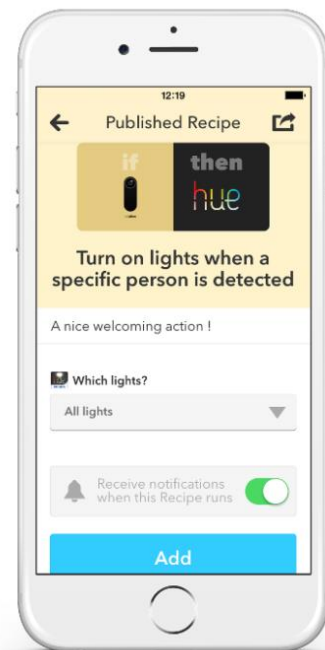 12:19
Published Recipe
if
then
hue
Turn on lights when a
specific person is detected
A nice welcoming action !
Which lights?
All lights
Receive notifications
when this Recipe runs
Add